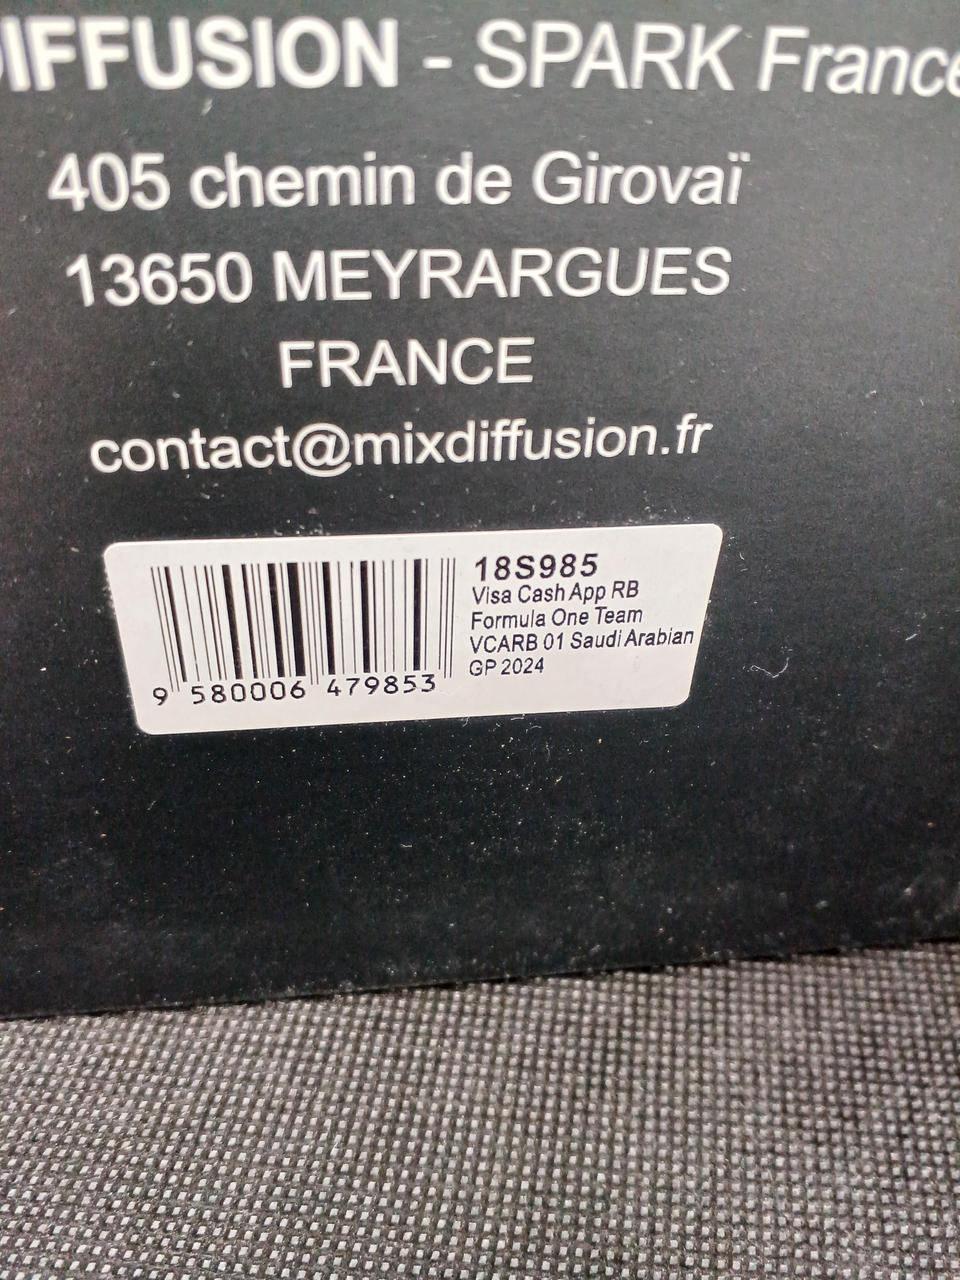 DIFFUSION - SPARK France
405 chemin de Girovaï
13650 MEYRARGUES
FRANCE
contact@mixdiffusion.fr
18S985
Visa Cash App RB
Formula One Team
VCARB 01 Saudi Arabian
GP 2024
9 580006 479853